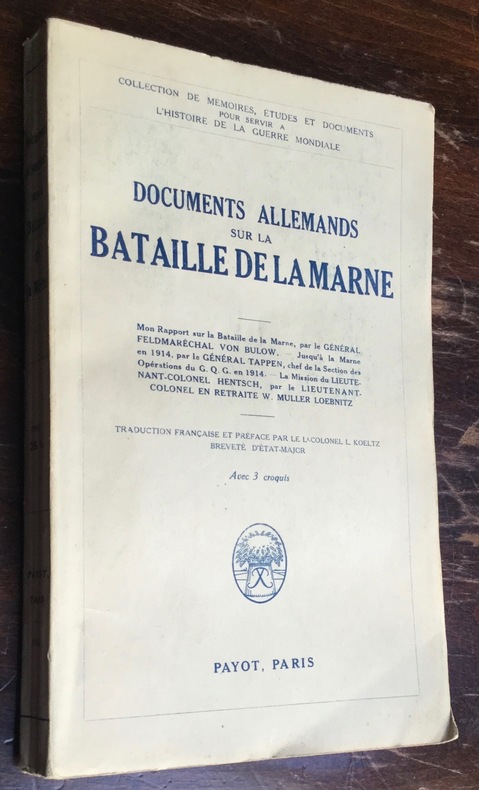 COLLECTION DE MÉMOIRES, ÉTUDES ET DOCUMENTS
POUR SERVIR A
L'HISTOIRE DE LA GUERRE MONDIALE
DOCUMENTS ALLEMANDS
SUR LA
BATAILLE DE LA MARNE
Mon Rapport sur la Bataille de la Marne, par le GÉNÉRAL
FELDMARÉCHAL VON BULOW. — Jusqu'à la Marne
en 1914, par le GÉNÉRAL TAPPEN, chef de la Section des
Opérations du G. Q. G. en 1914. — La Mission du LIEUTE-
NANT-COLONEL HENTSCH, par le LIEUTENANT-
COLONEL EN RETRAITE W. MULLER LOEBNITZ
TRADUCTION FRANÇAISE ET PRÉFACE PAR LE Lt-COLONEL L. KOELTZ
BREVETÉ D'ÉTAT-MAJOR
Avec 3 croquis
PAYOT, PARIS